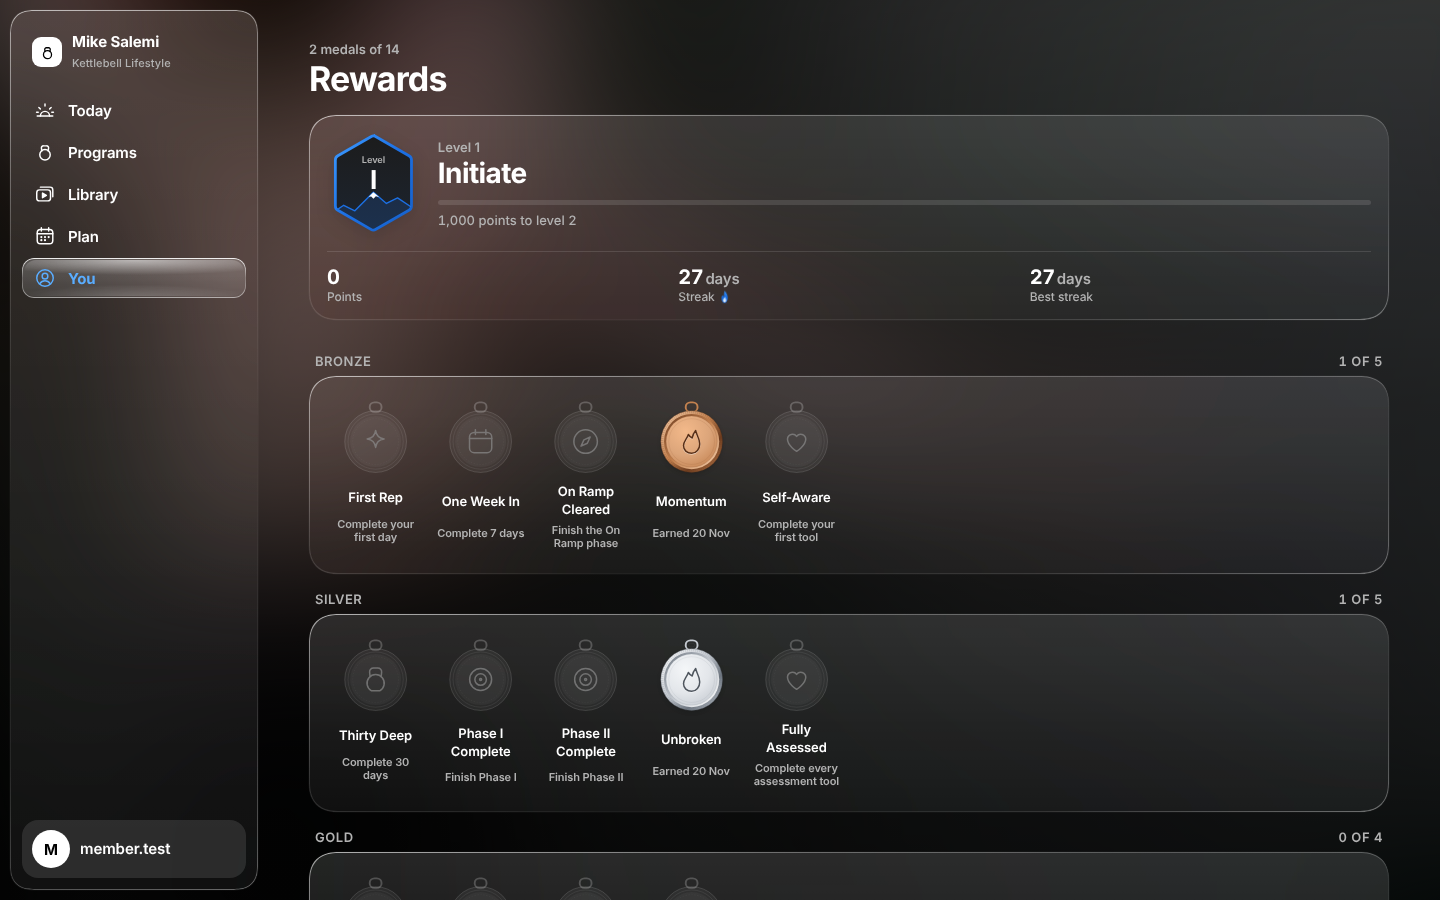 Mike Salemi
Kettlebell Lifestyle
Today
Programs
Library
Plan
You
M
member.test
2 medals of 14
Rewards
Level
I
Level 1
Initiate
1,000 points to level 2
0
Points
27 days
Streak
27 days
Best streak
BRONZE
1 OF 5
First Rep
Complete your
first day
One Week In
Complete 7 days
On Ramp
Cleared
Finish the On
Ramp phase
Momentum
Earned 20 Nov
Self-Aware
Complete your
first tool
SILVER
1 OF 5
Thirty Deep
Complete 30
days
Phase I
Complete
Finish Phase I
Phase II
Complete
Finish Phase II
Unbroken
Earned 20 Nov
Fully
Assessed
Complete every
assessment tool
GOLD
0 OF 4